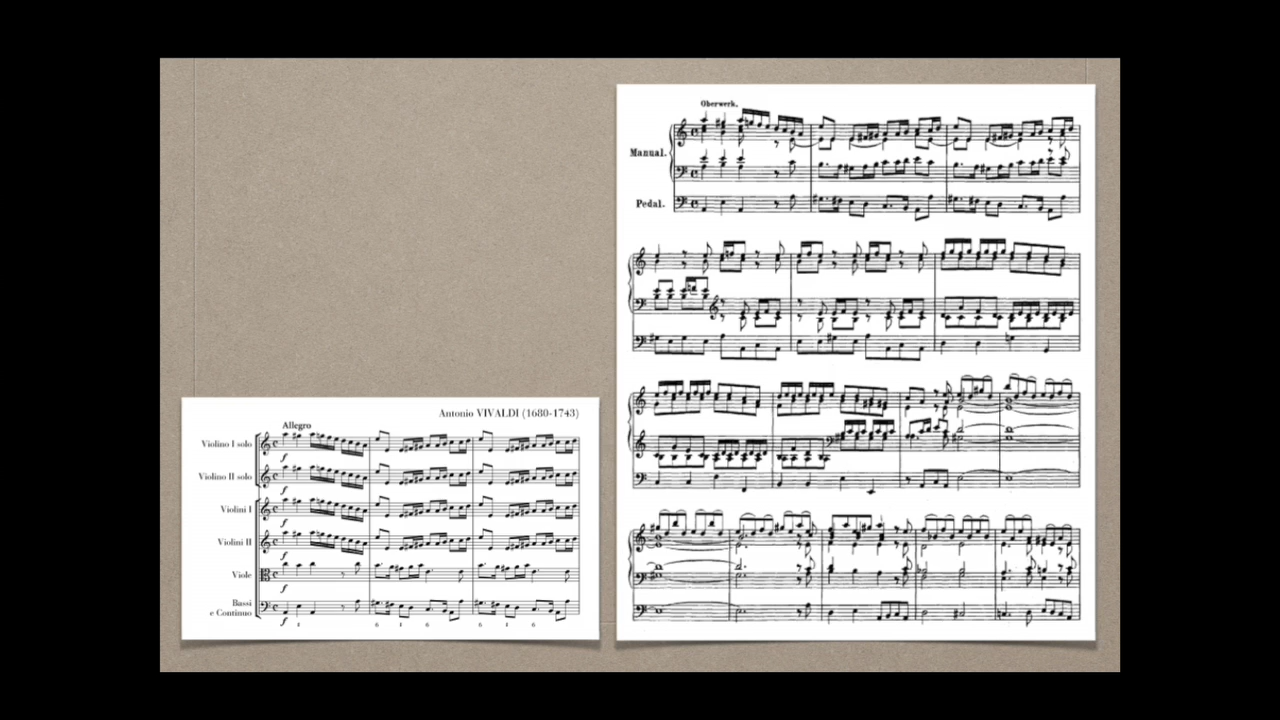 Antonio VIVALDI (1680-1743)
Allegro
Violino I solo
f
Violino II solo
f
Violini I
f
Violini II
f
Viole
f
Bassi
e Continuo
f
Oberwerk.
Manual.
Pedal.